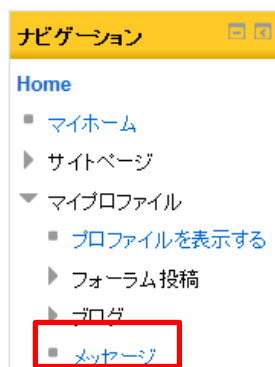 ナビゲーション
Home
マイホーム
サイトページ
マイプロファイル
プロファイルを表示する
フォーラム投稿
ブログ
メッセージ